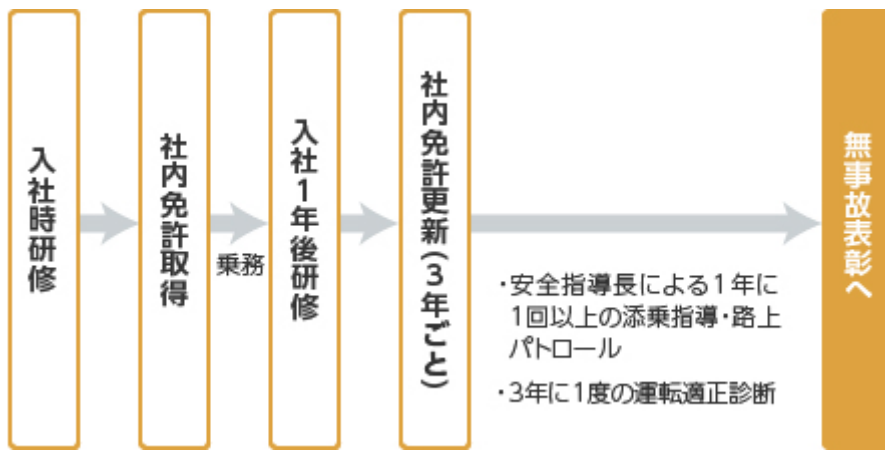 入社時研修
社内免許取得
乗務
入社1年後研修
社内免許更新(3年ごと)
・安全指導長による1年に
1回以上の添乗指導・路上
パトロール
・3年に1度の運転適正診断
無事故表彰へ